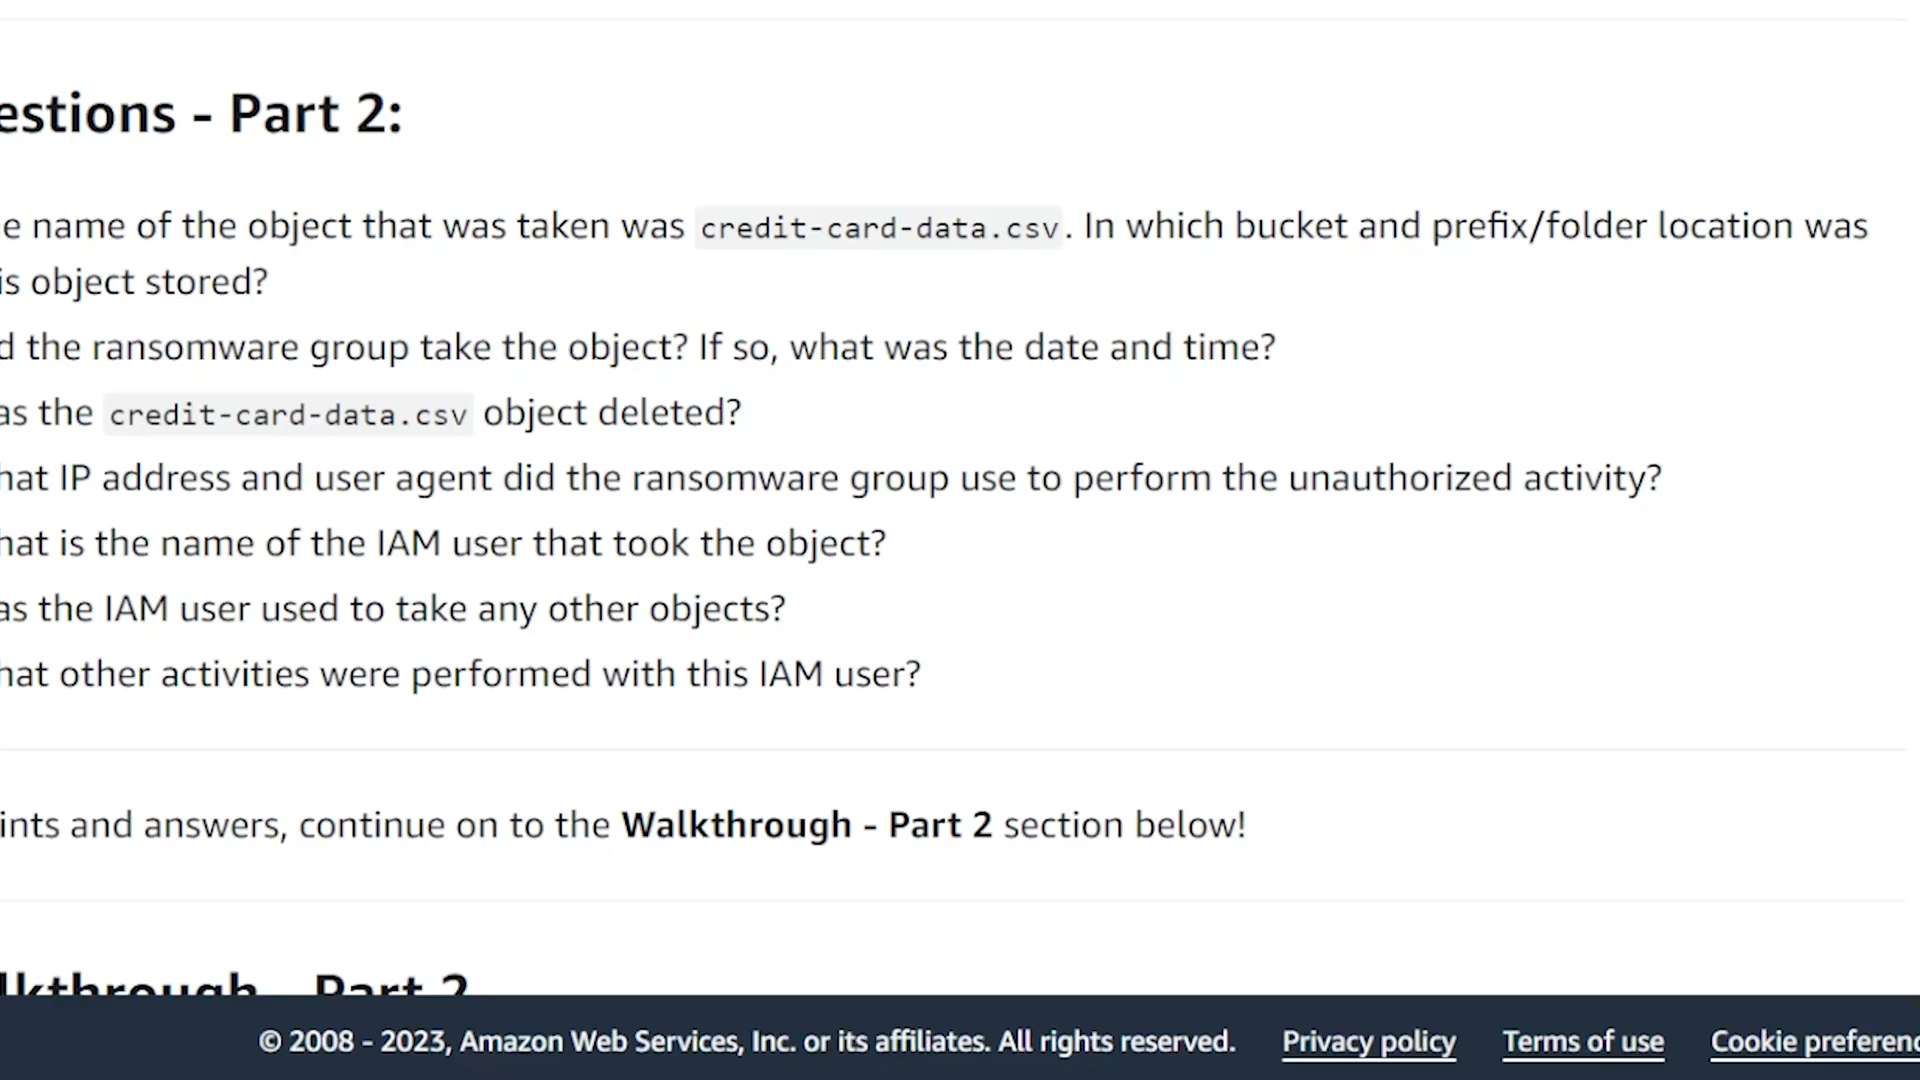 estions - Part 2:
e name of the object that was taken was credit-card-data.csv. In which bucket and prefix/folder location was
is object stored?
d the ransomware group take the object? If so, what was the date and time?
as the credit-card-data.csv object deleted?
hat IP address and user agent did the ransomware group use to perform the unauthorized activity?
hat is the name of the IAM user that took the object?
as the IAM user used to take any other objects?
hat other activities were performed with this IAM user?
ints and answers, continue on to the Walkthrough - Part 2 section below!
lkthrough - Part 2
© 2008 - 2023, Amazon Web Services, Inc. or its affiliates. All rights reserved. Privacy policy Terms of use Cookie preferenc